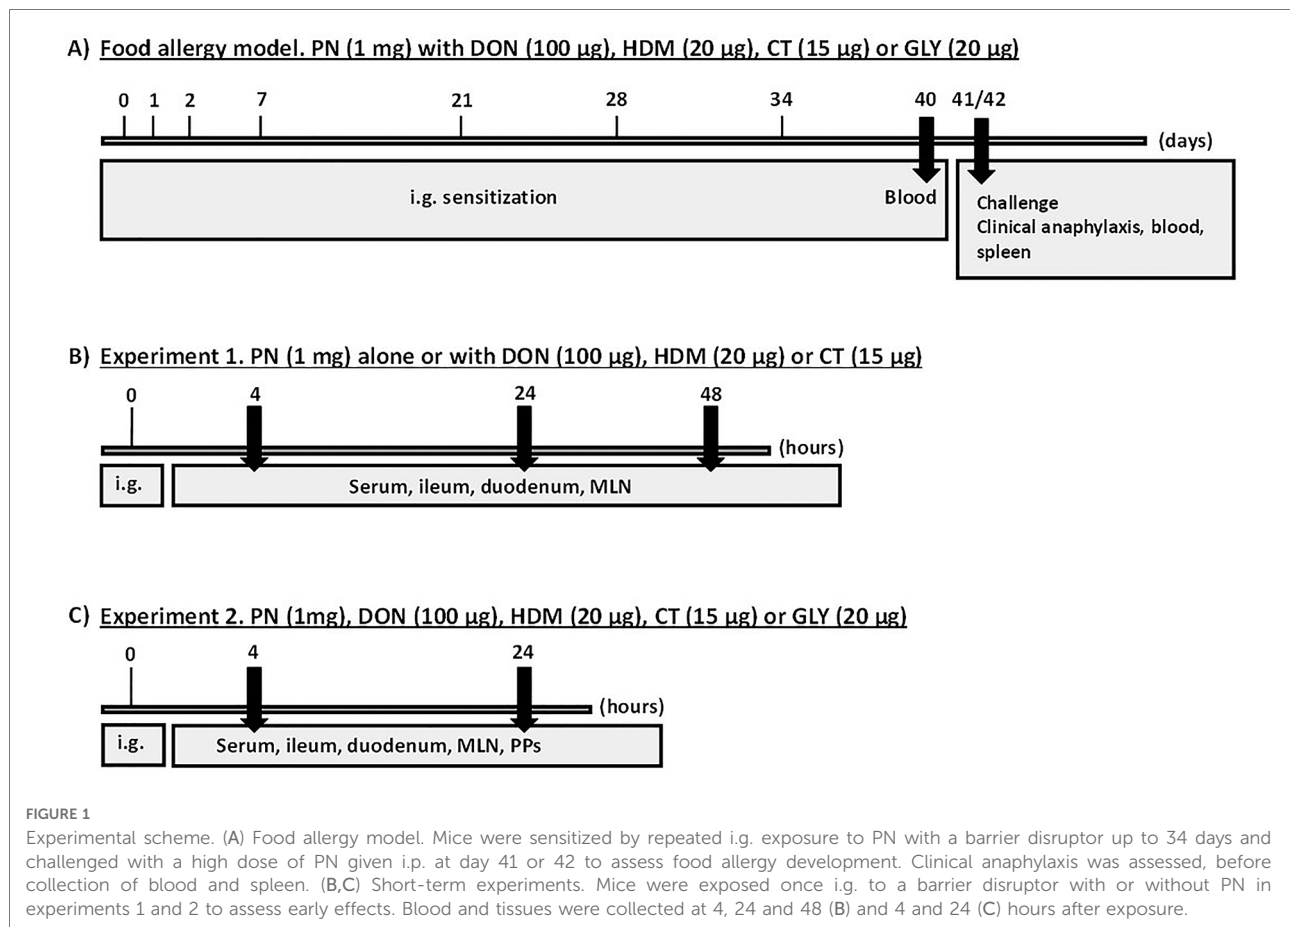 A) Food allergy model. PN (1 mg) with DON (100 µg), HDM (20 µg), CT (15 µg) or GLY (20 µg)
0 1 2 7 21 28 34 40 41/42
(days)
i.g. sensitization
Blood
Challenge
Clinical anaphylaxis, blood,
spleen
B) Experiment 1. PN (1 mg) alone or with DON (100 µg), HDM (20 µg) or CT (15 µg)
0 4 24 48
(hours)
i.g.
Serum, ileum, duodenum, MLN
C) Experiment 2. PN (1mg), DON (100 µg), HDM (20 µg), CT (15 µg) or GLY (20 µg)
0 4 24
(hours)
i.g.
Serum, ileum, duodenum, MLN, PPs
FIGURE 1
Experimental scheme. (A) Food allergy model. Mice were sensitized by repeated i.g. exposure to PN with a barrier disruptor up to 34 days and
challenged with a high dose of PN given i.p. at day 41 or 42 to assess food allergy development. Clinical anaphylaxis was assessed, before
collection of blood and spleen. (B,C) Short-term experiments. Mice were exposed once i.g. to a barrier disruptor with or without PN in
experiments 1 and 2 to assess early effects. Blood and tissues were collected at 4, 24 and 48 (B) and 4 and 24 (C) hours after exposure.